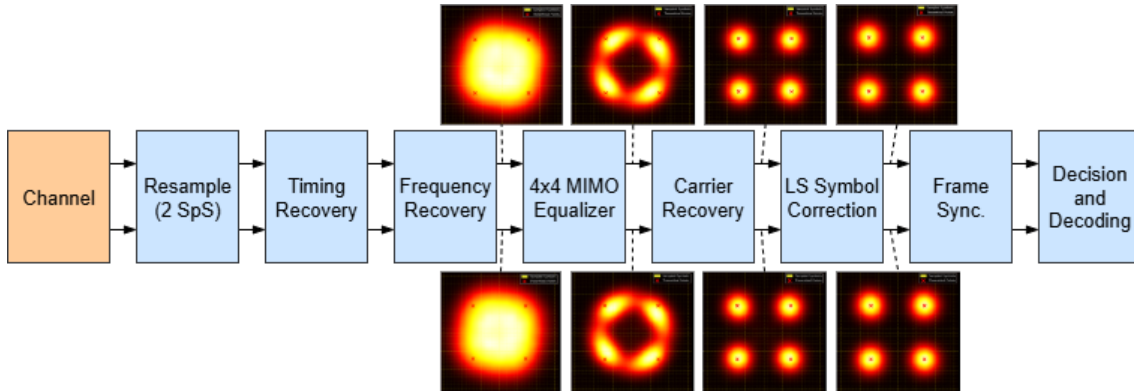 Channel
Resample
(2 SpS)
Timing
Recovery
Frequency
Recovery
4x4 MIMO
Equalizer
Carrier
Recovery
LS Symbol
Correction
Frame
Sync.
Decision
and
Decoding